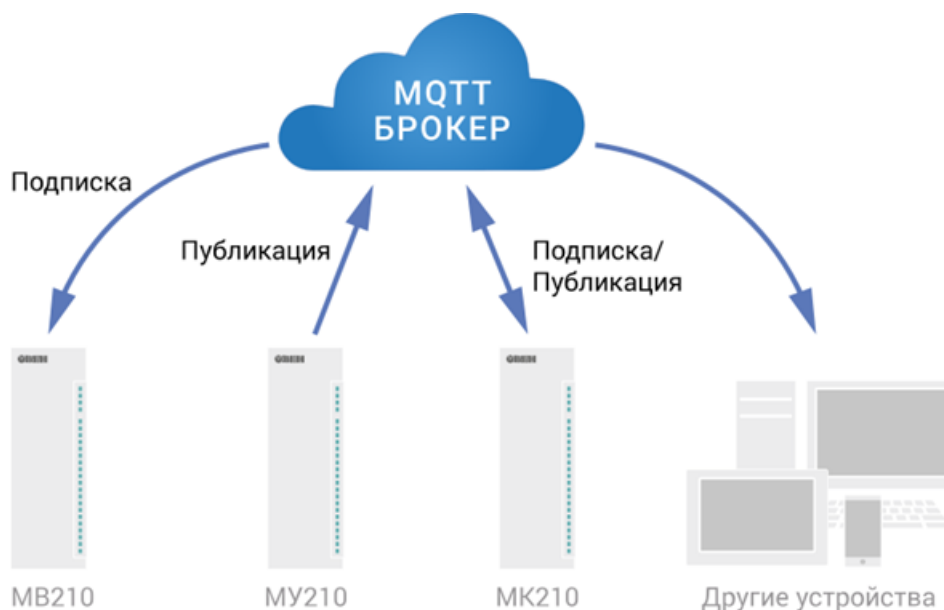 MQTT
БРОКЕР
Подписка
Публикация
Подписка/
Публикация
МВ210
МУ210
МК210
Другие устройства